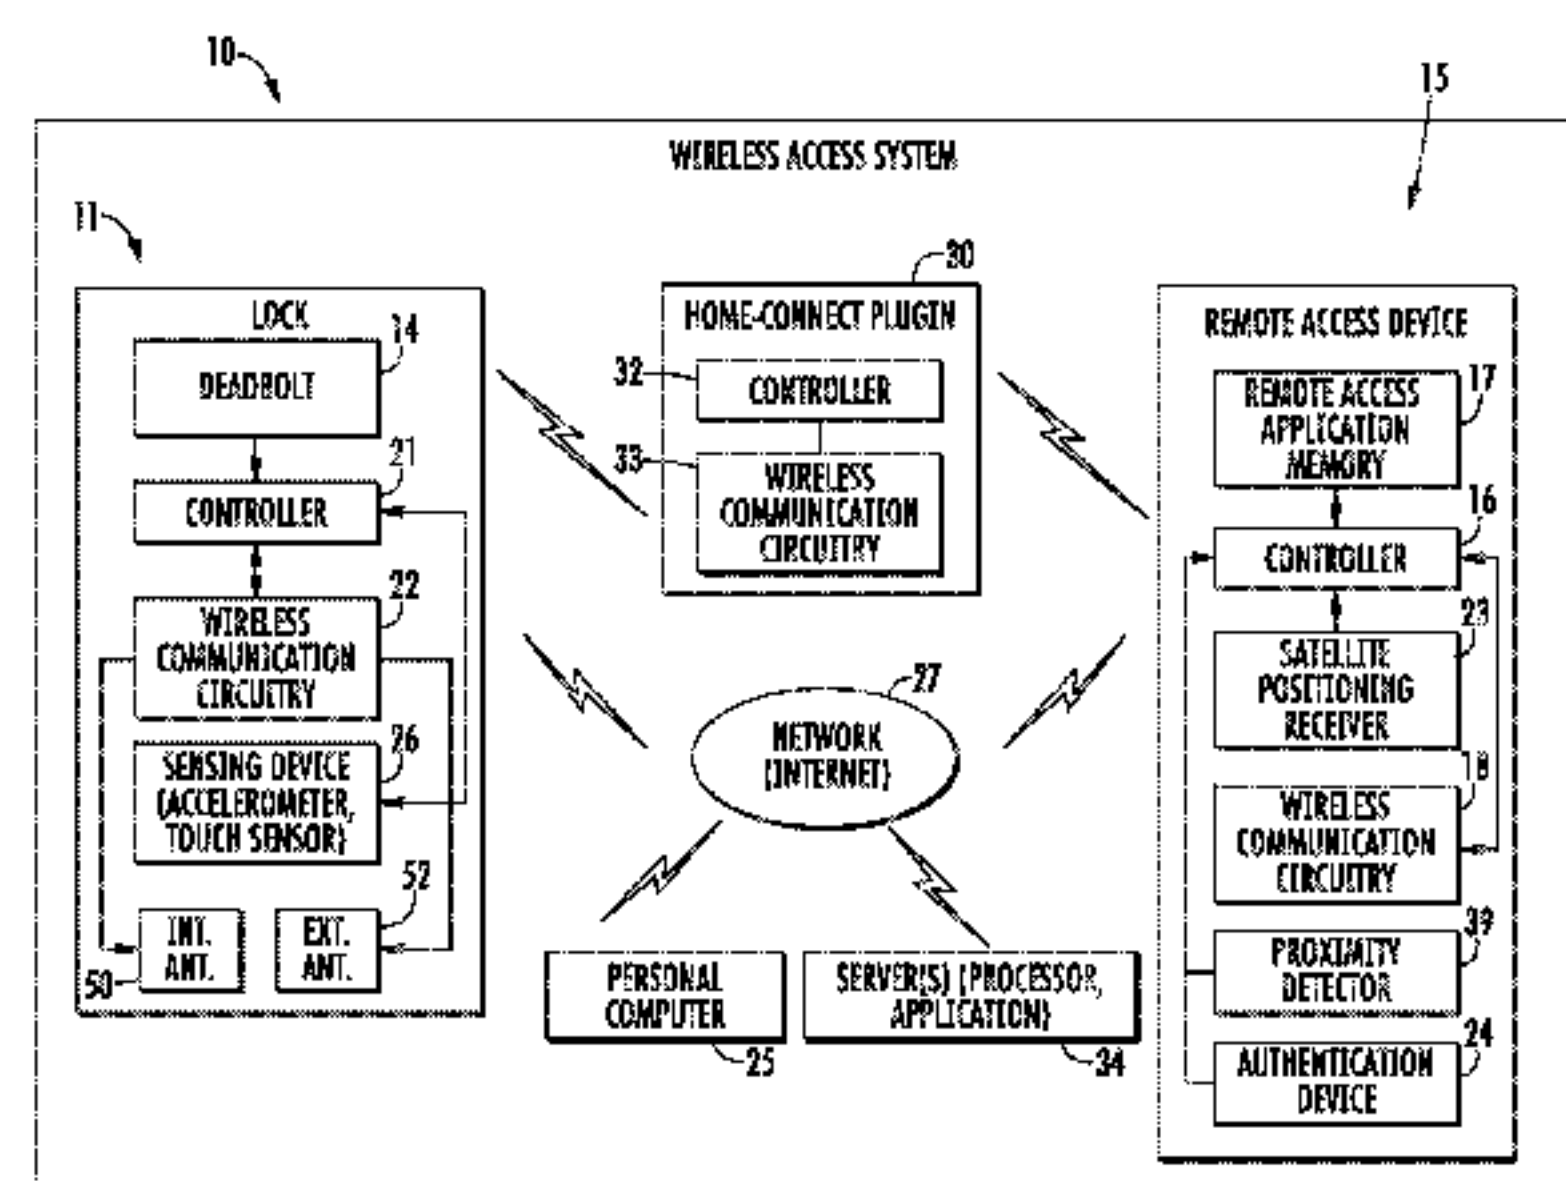 10
15
WIRELESS ACCESS SYSTEM
11
30
LOCK
14
DEADBOLT
21
CONTROLLER
22
WIRELESS
COMMUNICATION
CIRCUITRY
26
SENSING DEVICE
(ACCELEROMETER,
TOUCH SENSOR)
52
INT.
ANT.
50
EXT.
ANT.
HOME-CONNECT PLUGIN
32
CONTROLLER
33
WIRELESS
COMMUNICATION
CIRCUITRY
27
NETWORK
(INTERNET)
PERSONAL
COMPUTER
25
SERVER(S) (PROCESSOR,
APPLICATION)
34
REMOTE ACCESS DEVICE
17
REMOTE ACCESS
APPLICATION
MEMORY
16
CONTROLLER
23
SATELLITE
POSITIONING
RECEIVER
18
WIRELESS
COMMUNICATION
CIRCUITRY
39
PROXIMITY
DETECTOR
24
AUTHENTICATION
DEVICE